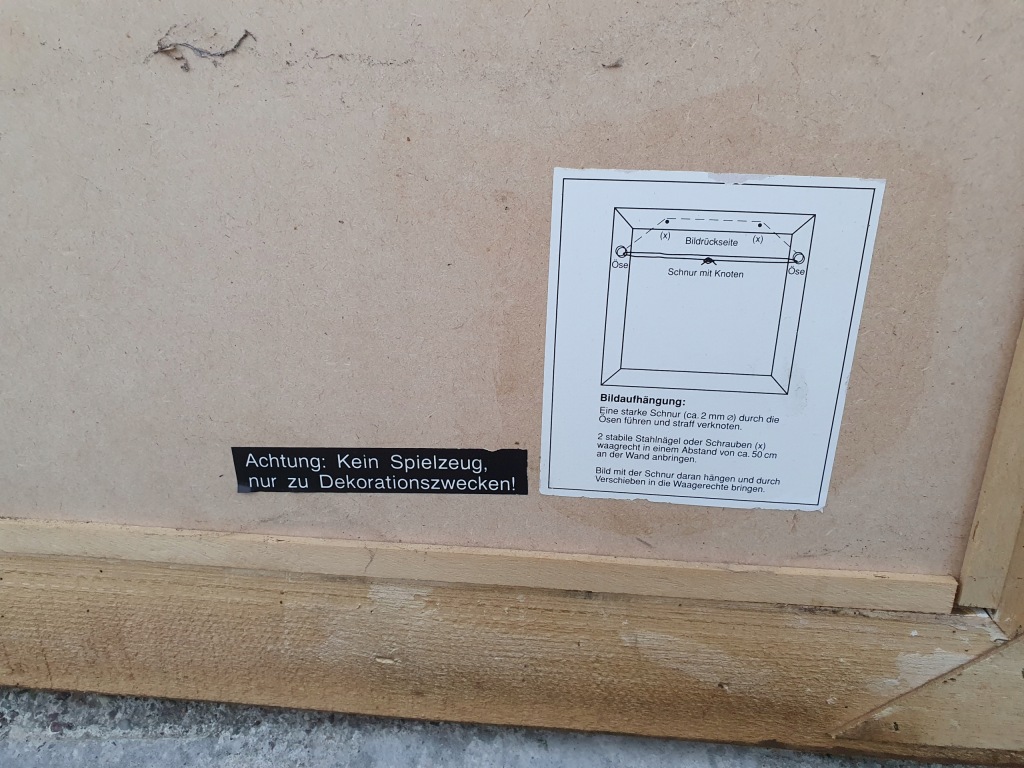 (x) (x)
Bildrückseite
Öse Öse
Schnur mit Knoten
Bildaufhängung:
Eine starke Schnur (ca. 2 mm ⌀) durch die
Ösen führen und straff verknoten.
2 stabile Stahlnägel oder Schrauben (x)
waagrecht in einem Abstand von ca. 50 cm
an der Wand anbringen.
Bild mit der Schnur daran hängen und durch
Verschieben in die Waagerechte bringen.
Achtung: Kein Spielzeug,
nur zu Dekorationszwecken!